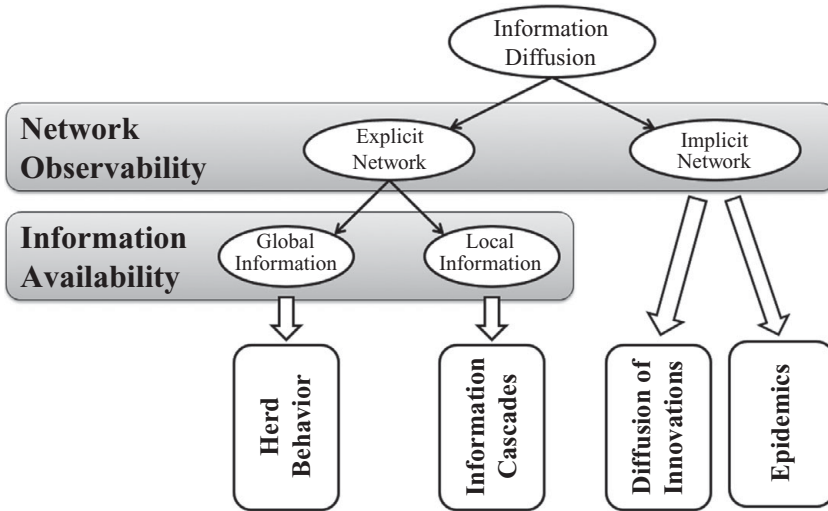 Information
Diffusion
Network
Observability
Explicit
Network
Implicit
Network
Information
Availability
Global
Information
Local
Information
Herd
Behavior
Information
Cascades
Diffusion of
Innovations
Epidemics